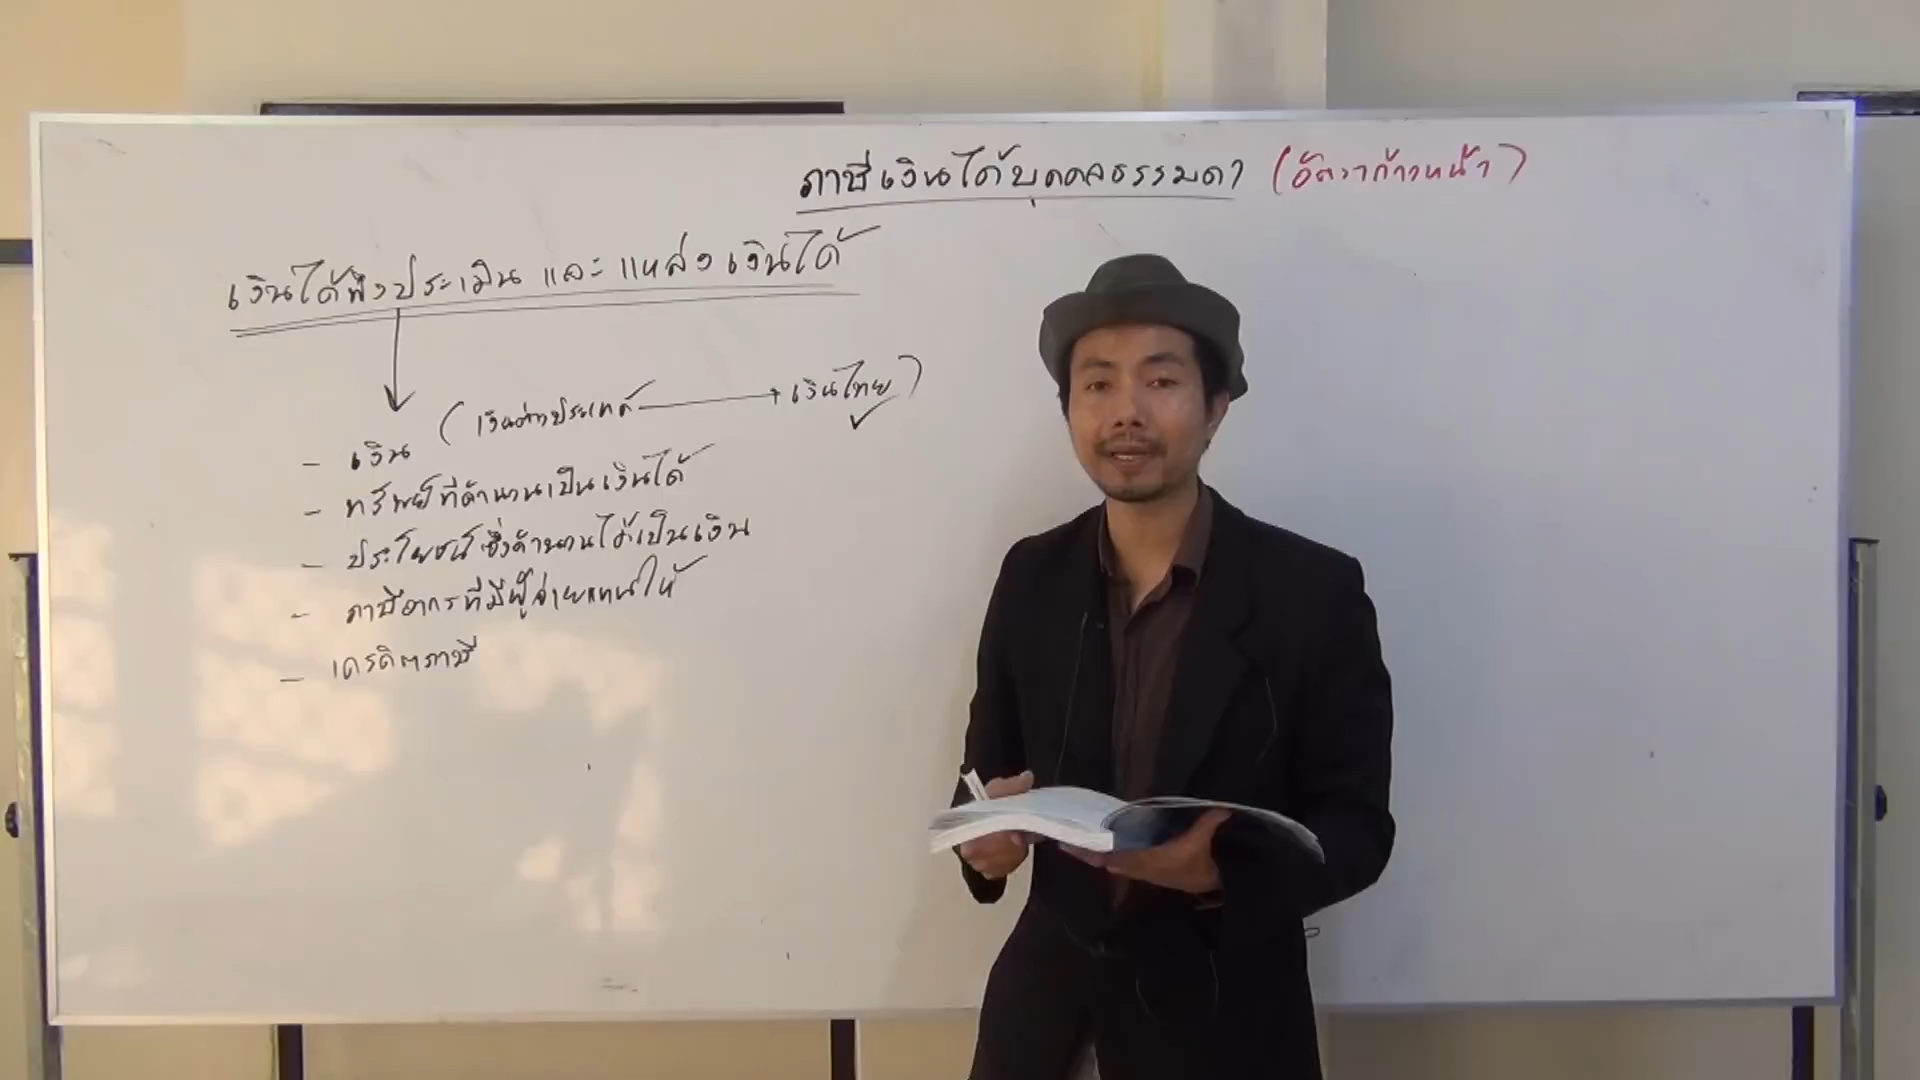 ภาษีเงินได้บุคคลธรรมดา (อัตราก้าวหน้า)
เงินได้พึงประเมิน และ แหล่งเงินได้
- เงิน (เงินต่างประเทศ → เงินไทย)
- ทรัพย์ที่คำนวนเป็นเงินได้
- ประโยชน์ซึ่งคำนวนได้เป็นเงิน
- ภาษีอากรที่มีผู้จ่ายแทนให้
- เครดิตภาษี